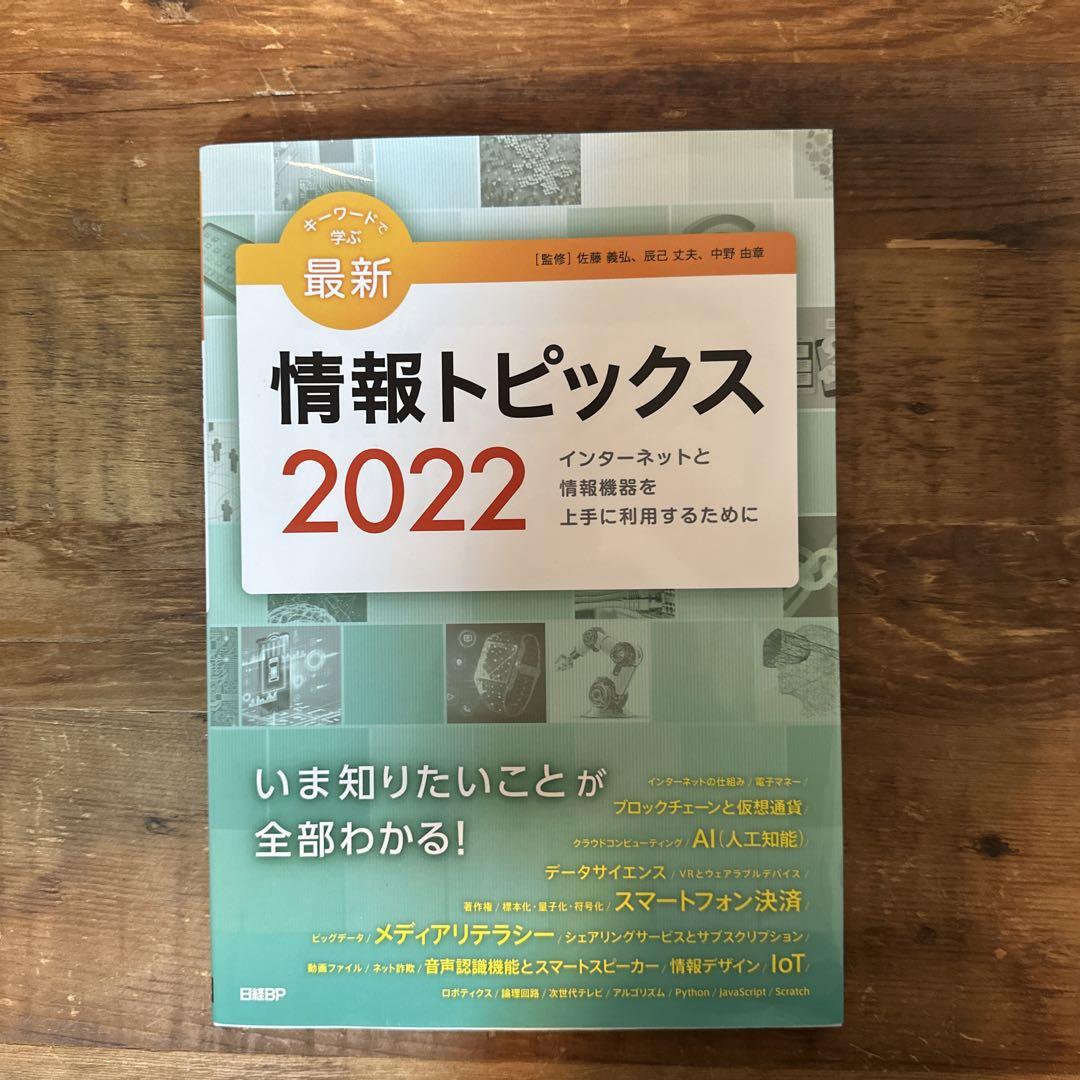 キーワードで
学ぶ
最新
[監修] 佐藤 義弘、辰己 丈夫、中野 由章
情報トピックス
2022
インターネットと
情報機器を
上手に利用するために
いま知りたいことが
全部わかる!
インターネットの仕組み / 電子マネー /
ブロックチェーンと仮想通貨 /
クラウドコンピューティング / AI(人工知能) /
データサイエンス / VRとウェアラブルデバイス /
著作権 / 標本化・量子化・符号化 / スマートフォン決済 /
ビッグデータ / メディアリテラシー / シェアリングサービスとサブスクリプション /
動画ファイル / ネット詐欺 / 音声認識機能とスマートスピーカー / 情報デザイン / IoT /
ロボティクス / 論理回路 / 次世代テレビ / アルゴリズム / Python / JavaScript / Scratch
日経BP